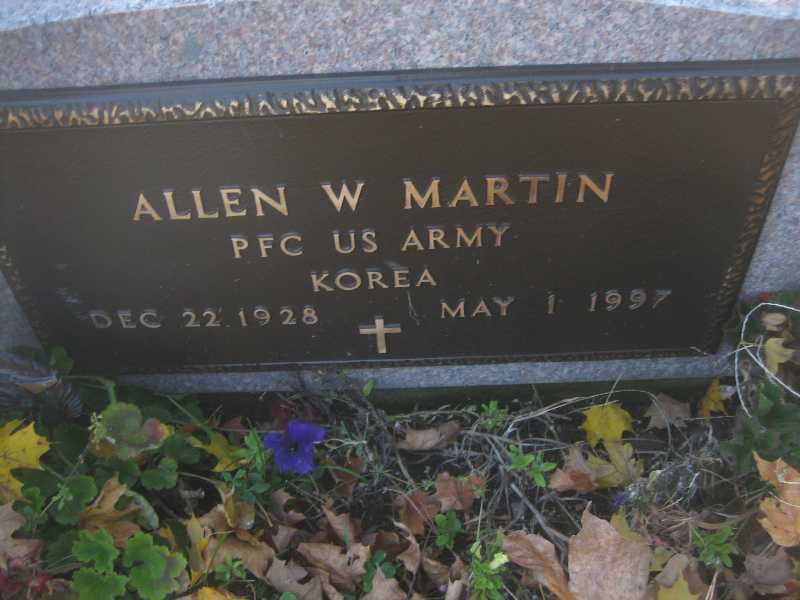 ALLEN W MARTIN
PFC US ARMY
KOREA
DEC 22 1928 MAY 1 1997